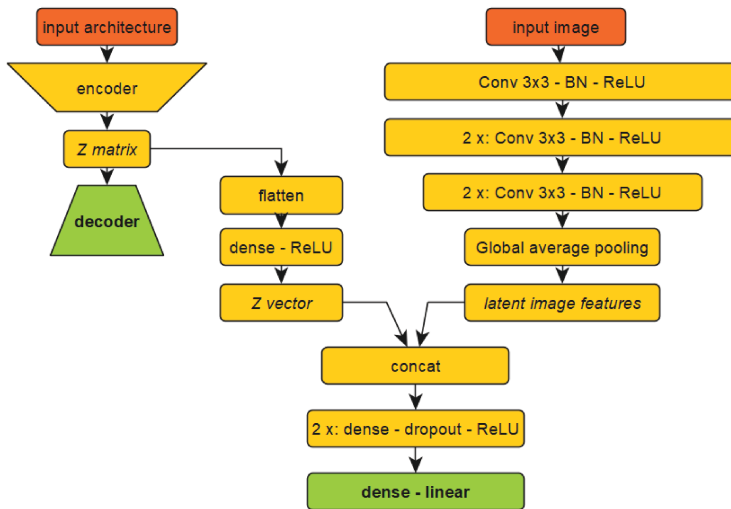 input architecture
encoder
Z matrix
decoder
flatten
dense - ReLU
Z vector
input image
Conv 3x3 - BN - ReLU
2 x: Conv 3x3 - BN - ReLU
2 x: Conv 3x3 - BN - ReLU
Global average pooling
latent image features
concat
2 x: dense - dropout - ReLU
dense - linear